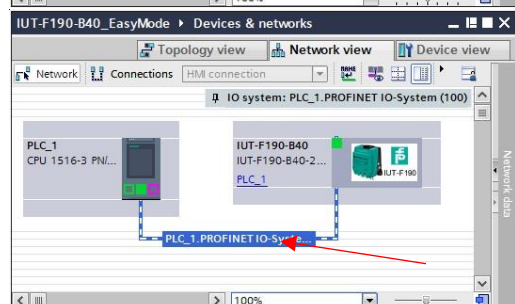 100%
IUT-F190-B40_EasyMode ▸ Devices & networks
Topology view Network view Device view
Network Connections HMI connection
IO system: PLC_1.PROFINET IO-System (100)
PLC_1
CPU 1516-3 PN/...
IUT-F190-B40
IUT-F190-B40-2...
PLC_1
IUT-F190
PLC_1.PROFINET IO-Syste...
Network data
100%